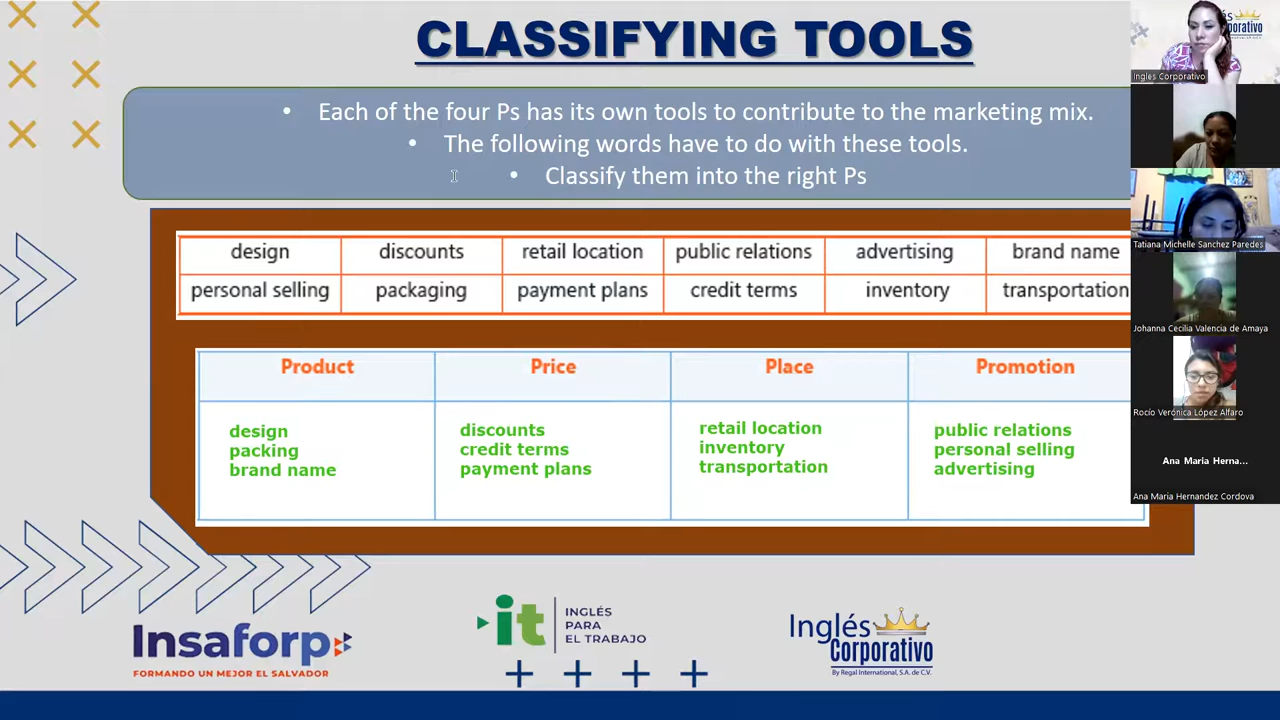 CLASSIFYING TOOLS
• Each of the four Ps has its own tools to contribute to the marketing mix.
• The following words have to do with these tools.
• Classify them into the right Ps
design discounts retail location public relations advertising brand name
personal selling packaging payment plans credit terms inventory transportation
Product Price Place Promotion
design discounts retail location public relations
packing credit terms inventory personal selling
brand name payment plans transportation advertising
Ingles Corporativo
Tatiana Michelle Sanchez Paredes
Johanna Cecilia Valencia de Amaya
Rocío Verónica López Alfaro
Ana Maria Herna...
Ana Maria Hernandez Cordova
Insaforp
FORMANDO UN MEJOR EL SALVADOR
it
INGLÉS
PARA
EL TRABAJO
Inglés
Corporativo
By Regal International, S.A. de C.V.